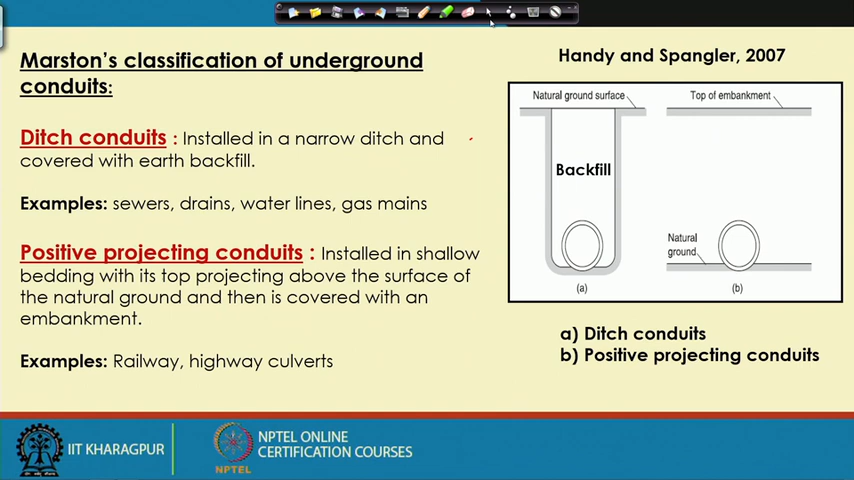 Marston's classification of underground
conduits:
Ditch conduits : Installed in a narrow ditch and
covered with earth backfill.
Examples: sewers, drains, water lines, gas mains
Positive projecting conduits : Installed in shallow
bedding with its top projecting above the surface of
the natural ground and then is covered with an
embankment.
Examples: Railway, highway culverts
Handy and Spangler, 2007
Natural ground surface
Top of embankment
Backfill
Natural
ground
(a)
(b)
a) Ditch conduits
b) Positive projecting conduits
IIT KHARAGPUR
NPTEL
NPTEL ONLINE
CERTIFICATION COURSES